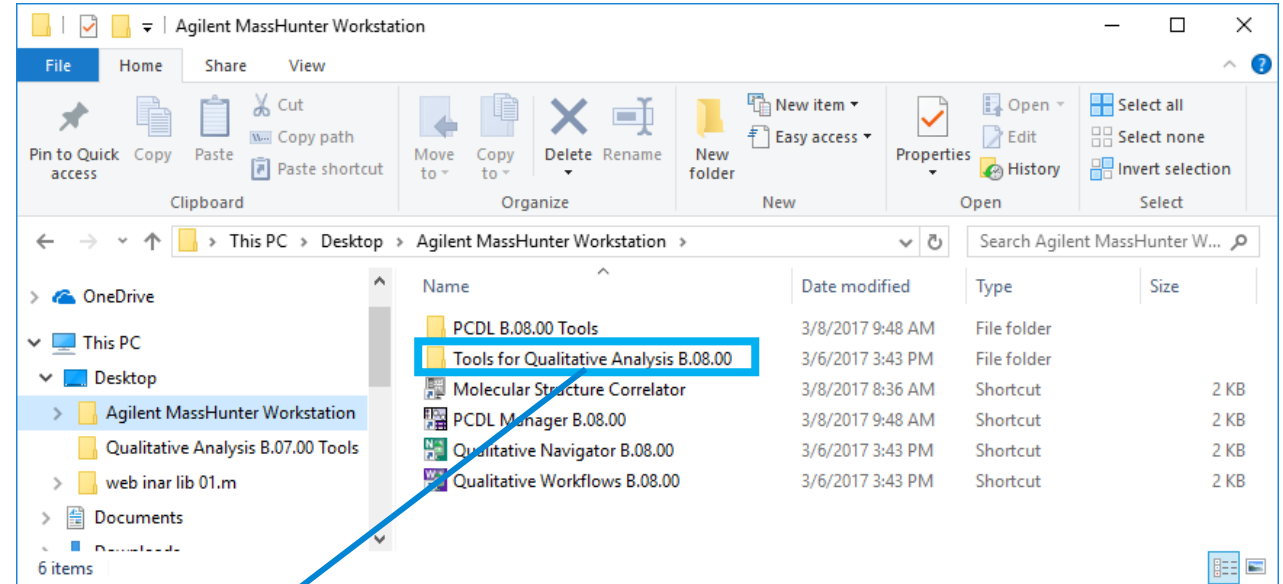 Agilent MassHunter Workstation
File Home Share View
Pin to Quick access
Copy
Paste
Cut
Copy path
Paste shortcut
Move to
Copy to
Delete
Rename
New folder
New item
Easy access
Properties
Open
Edit
History
Select all
Select none
Invert selection
Clipboard Organize New Open Select
This PC > Desktop > Agilent MassHunter Workstation >
Search Agilent MassHunter W...
OneDrive
This PC
Desktop
Agilent MassHunter Workstation
Qualitative Analysis B.07.00 Tools
web inar lib 01.m
Documents
Downloads
Name Date modified Type Size
PCDL B.08.00 Tools 3/8/2017 9:48 AM File folder
Tools for Qualitative Analysis B.08.00 3/6/2017 3:43 PM File folder
Molecular Structure Correlator 3/8/2017 8:36 AM Shortcut 2 KB
PCDL Manager B.08.00 3/8/2017 9:48 AM Shortcut 2 KB
Qualitative Navigator B.08.00 3/6/2017 3:43 PM Shortcut 2 KB
Qualitative Workflows B.08.00 3/6/2017 3:43 PM Shortcut 2 KB
6 items